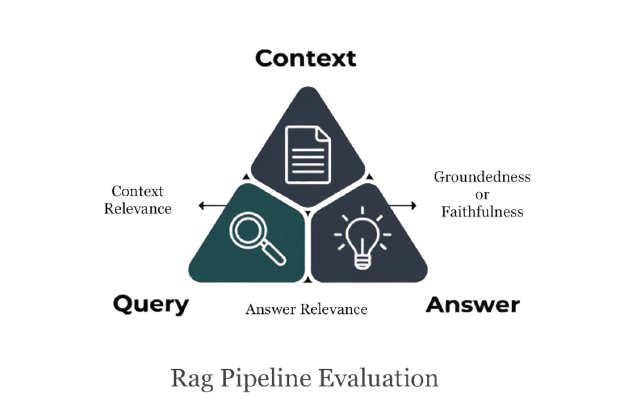 Context
Context
Relevance
Groundedness
or
Faithfulness
Query
Answer Relevance
Answer
Rag Pipeline Evaluation